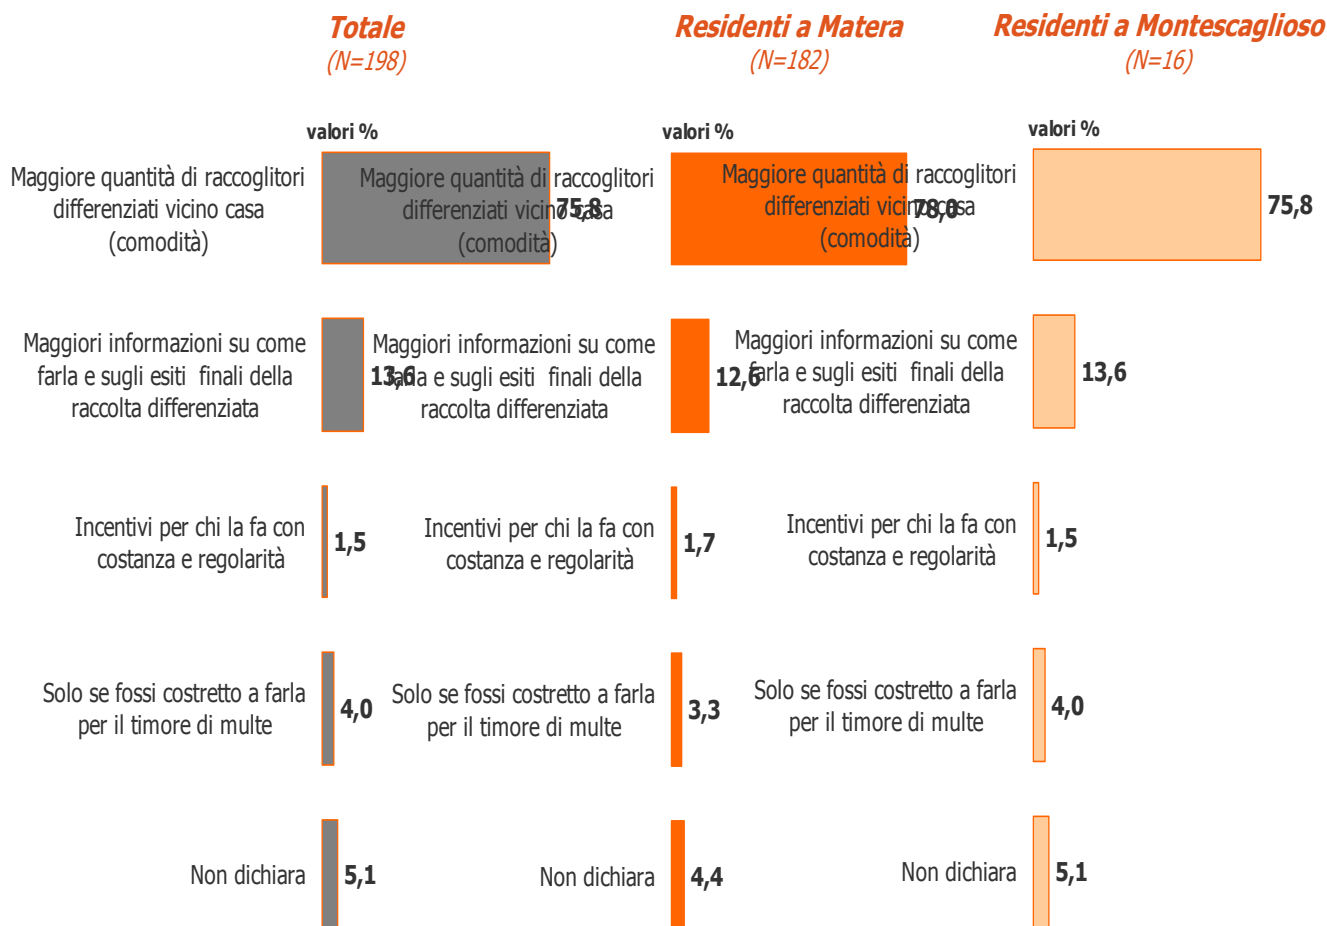 Totale
(N=198)
Residenti a Matera
(N=182)
Residenti a Montescaglioso
(N=16)
valori %
Maggiore quantità di raccoglitori
differenziati vicino casa
(comodità)
75,8
Maggiori informazioni su come
farla e sugli esiti  finali della
raccolta differenziata
13,6
Incentivi per chi la fa con
costanza e regolarità
1,5
Solo se fossi costretto a farla
per il timore di multe
4,0
Non dichiara
5,1
valori %
Maggiore quantità di raccoglitori
differenziati vicino casa
(comodità)
78,0
Maggiori informazioni su come
farla e sugli esiti  finali della
raccolta differenziata
12,6
Incentivi per chi la fa con
costanza e regolarità
1,7
Solo se fossi costretto a farla
per il timore di multe
3,3
Non dichiara
4,4
valori %
Maggiore quantità di raccoglitori
differenziati vicino casa
(comodità)
75,8
Maggiori informazioni su come
farla e sugli esiti  finali della
raccolta differenziata
13,6
Incentivi per chi la fa con
costanza e regolarità
1,5
Solo se fossi costretto a farla
per il timore di multe
4,0
Non dichiara
5,1